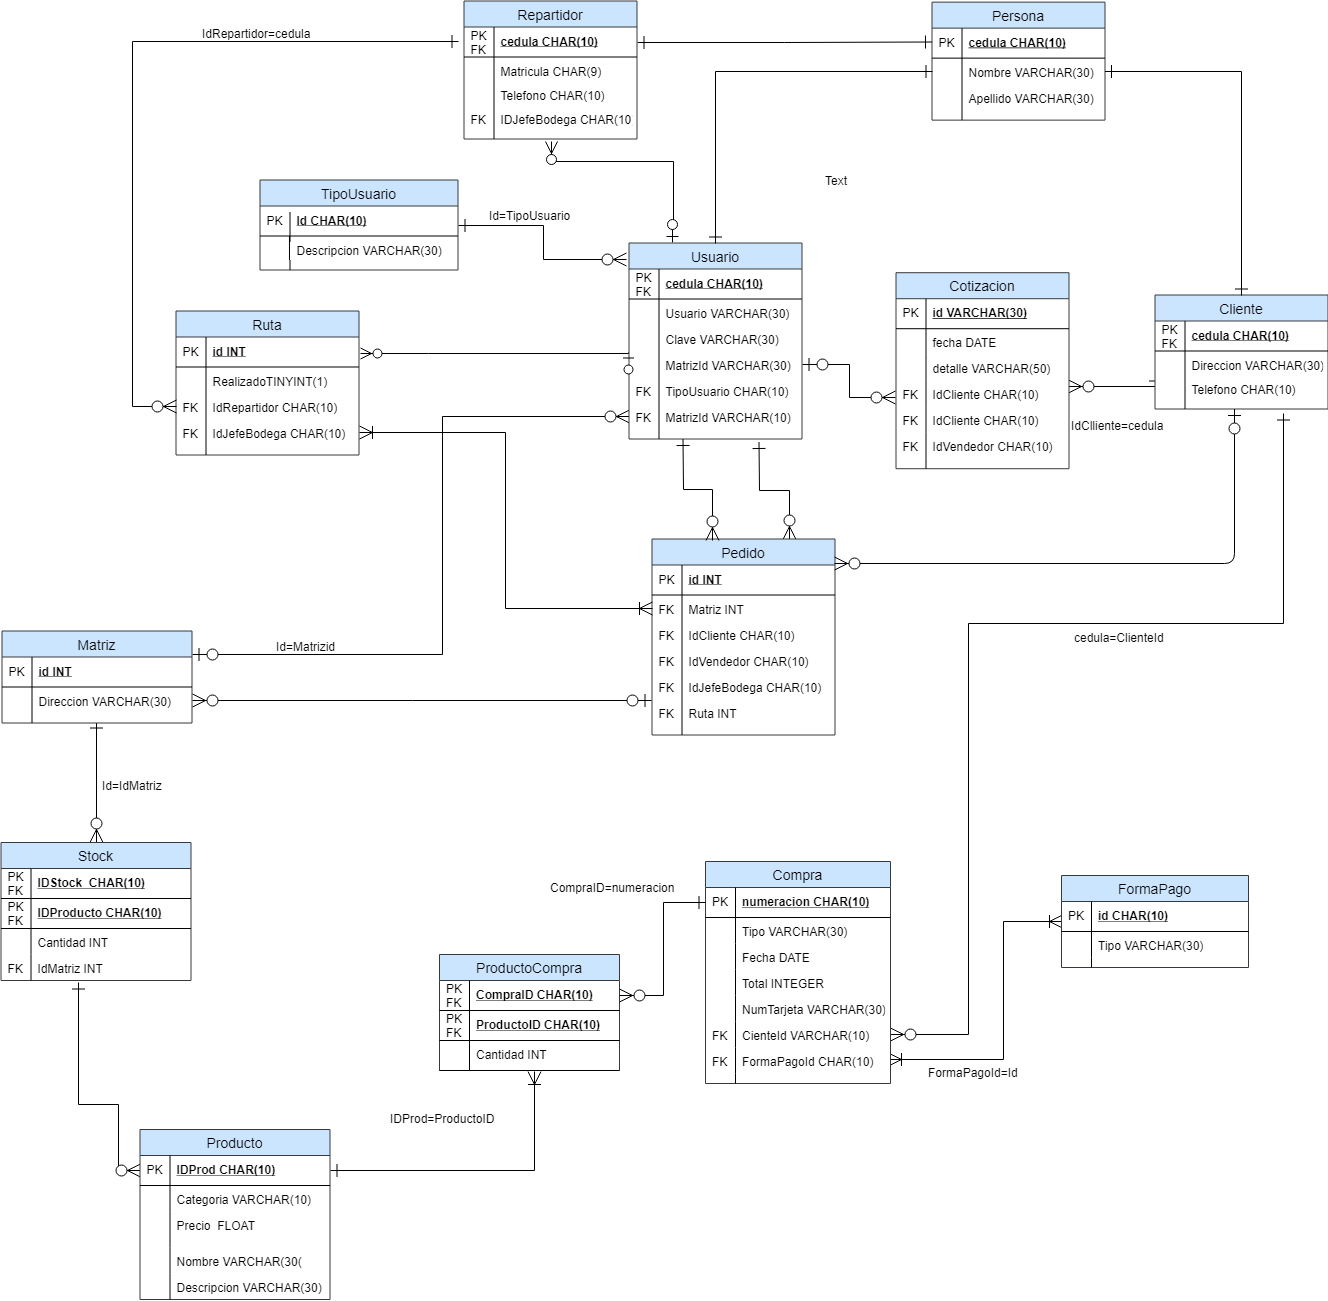 Repartidor
PK
FK
cedula CHAR(10)
Matricula CHAR(9)
Telefono CHAR(10)
FK
IDJefeBodega CHAR(10
Persona
PK
cedula CHAR(10)
Nombre VARCHAR(30)
Apellido VARCHAR(30)
IdRepartidor=cedula
Text
TipoUsuario
PK
Id CHAR(10)
Descripcion VARCHAR(30)
Id=TipoUsuario
Usuario
PK
FK
cedula CHAR(10)
Usuario VARCHAR(30)
Clave VARCHAR(30)
MatrizId VARCHAR(30)
FK
TipoUsuario CHAR(10)
FK
MatrizId VARCHAR(10)
Cotizacion
PK
id VARCHAR(30)
fecha DATE
detalle VARCHAR(50)
FK
IdCliente CHAR(10)
FK
IdCliente CHAR(10)
FK
IdVendedor CHAR(10)
Cliente
PK
FK
cedula CHAR(10)
Direccion VARCHAR(30)
Telefono CHAR(10)
IdClliente=cedula
Ruta
PK
id INT
RealizadoTINYINT(1)
FK
IdRepartidor CHAR(10)
FK
IdJefeBodega CHAR(10)
Pedido
PK
id INT
FK
Matriz INT
FK
IdCliente CHAR(10)
FK
IdVendedor CHAR(10)
FK
IdJefeBodega CHAR(10)
FK
Ruta INT
cedula=ClienteId
Matriz
PK
id INT
Direccion VARCHAR(30)
Id=Matrizid
Id=IdMatriz
Stock
PK
FK
IDStock CHAR(10)
PK
FK
IDProducto CHAR(10)
Cantidad INT
FK
IdMatriz INT
CompraID=numeracion
Compra
PK
numeracion CHAR(10)
Tipo VARCHAR(30)
Fecha DATE
Total INTEGER
NumTarjeta VARCHAR(30)
FK
CienteId VARCHAR(10)
FK
FormaPagoId CHAR(10)
FormaPago
PK
id CHAR(10)
Tipo VARCHAR(30)
FormaPagoId=Id
ProductoCompra
PK
FK
CompraID CHAR(10)
PK
FK
ProductoID CHAR(10)
Cantidad INT
IDProd=ProductoID
Producto
PK
IDProd CHAR(10)
Categoria VARCHAR(10)
Precio FLOAT
Nombre VARCHAR(30(
Descripcion VARCHAR(30)